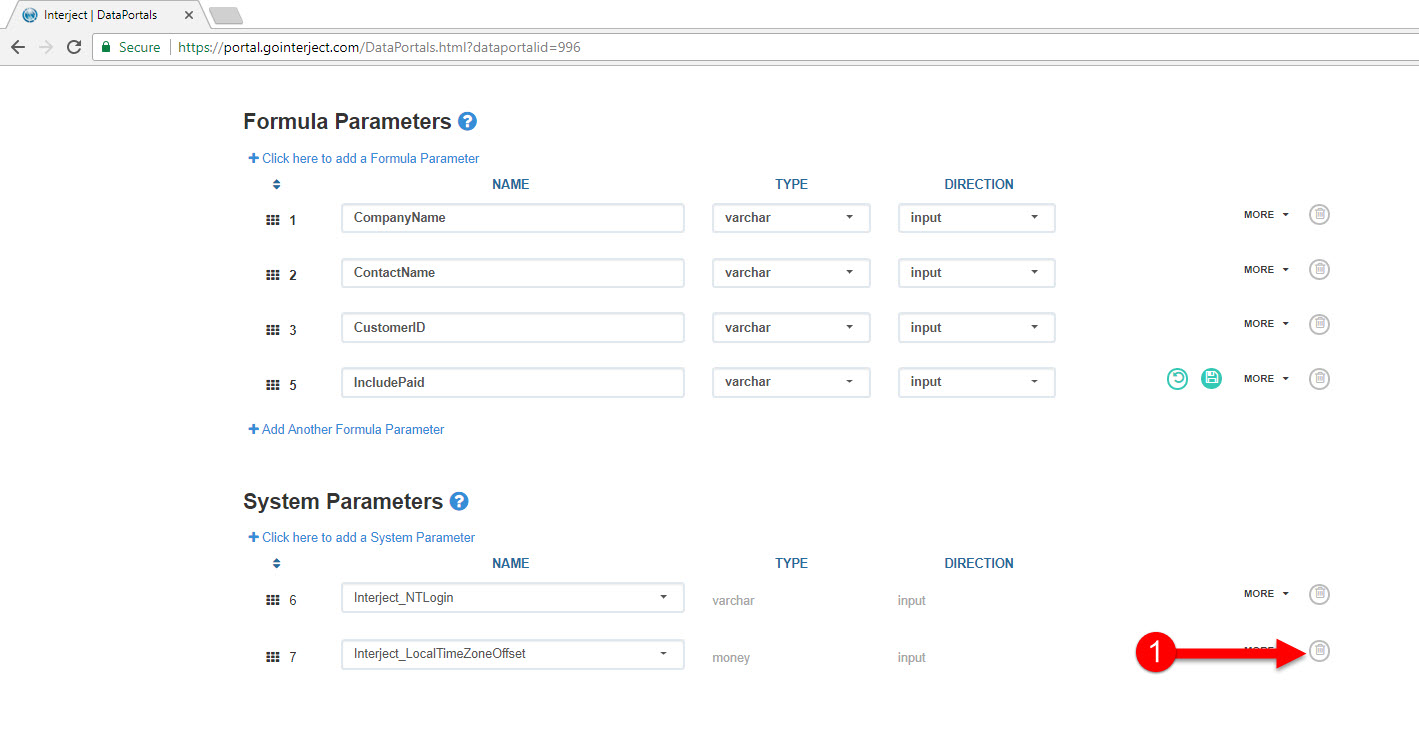 Interject | DataPortals
Secure https://portal.gointerject.com/DataPortals.html?dataportalid=996
Formula Parameters ?
+ Click here to add a Formula Parameter
NAME TYPE DIRECTION
1 CompanyName varchar input MORE
2 ContactName varchar input MORE
3 CustomerID varchar input MORE
5 IncludePaid varchar input MORE
+ Add Another Formula Parameter
System Parameters ?
+ Click here to add a System Parameter
NAME TYPE DIRECTION
6 Interject_NTLogin varchar input MORE
7 Interject_LocalTimeZoneOffset money input 1 MORE